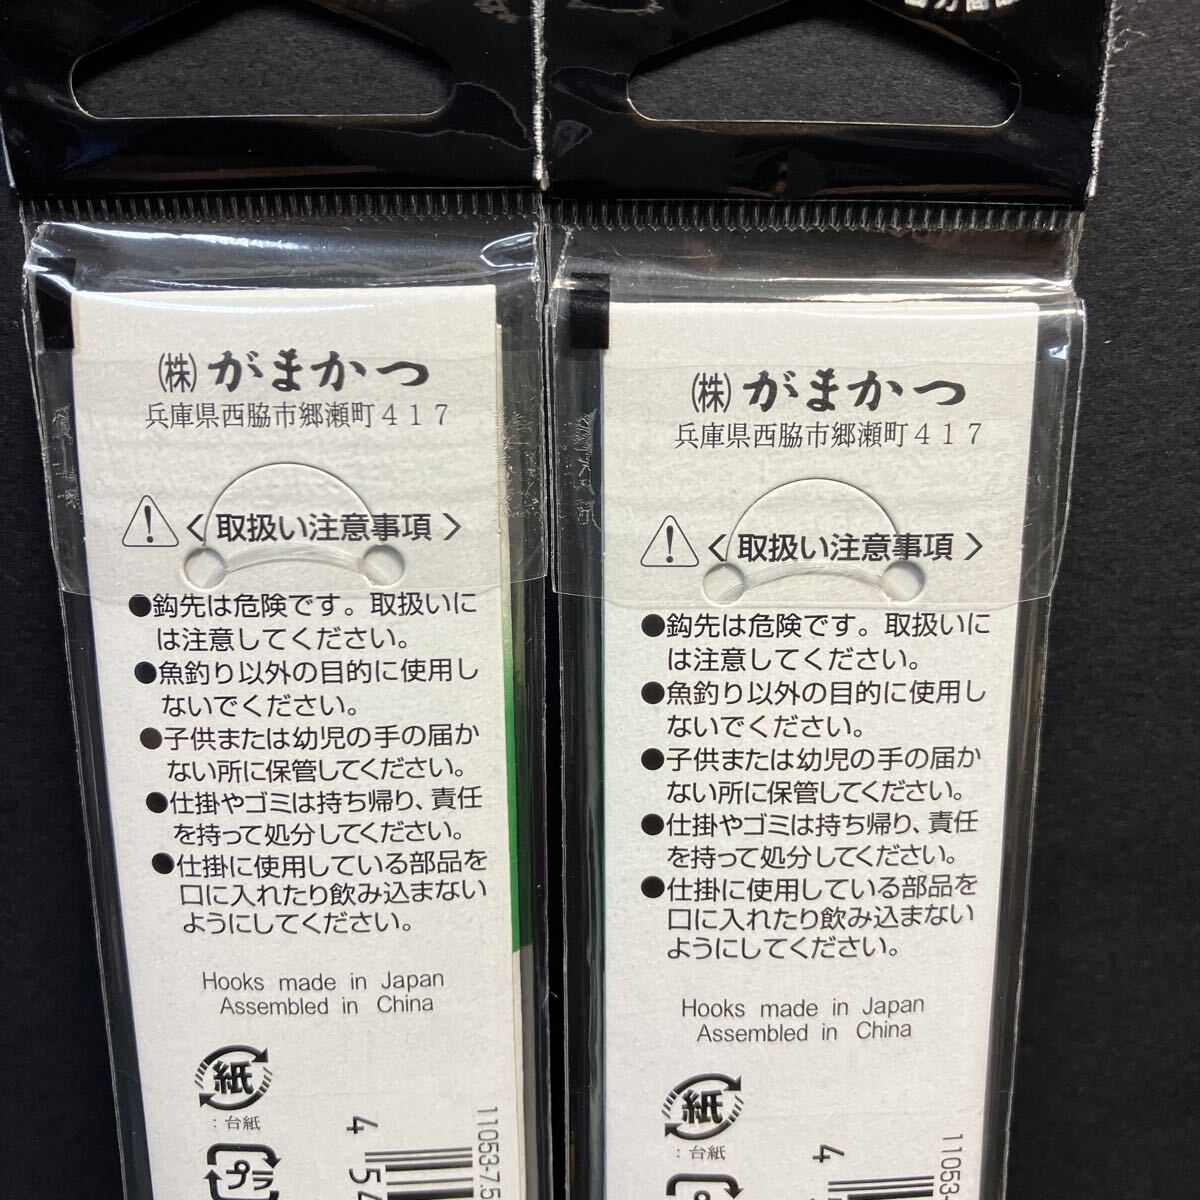 ㈱がまかつ
兵庫県西脇市郷瀬町417
〈 取扱い注意事項 〉
●鈎先は危険です。取扱いに
は注意してください。
●魚釣り以外の目的に使用し
ないでください。
●子供または幼児の手の届か
ない所に保管してください。
●仕掛やゴミは持ち帰り、責任
を持って処分してください。
●仕掛に使用している部品を
口に入れたり飲み込まない
ようにしてください。
Hooks made in Japan
Assembled in China
紙
:台紙
プラ
4 54
11053-7.5
㈱がまかつ
兵庫県西脇市郷瀬町417
〈 取扱い注意事項 〉
●鈎先は危険です。取扱いに
は注意してください。
●魚釣り以外の目的に使用し
ないでください。
●子供または幼児の手の届か
ない所に保管してください。
●仕掛やゴミは持ち帰り、責任
を持って処分してください。
●仕掛に使用している部品を
口に入れたり飲み込まない
ようにしてください。
Hooks made in Japan
Assembled in China
紙
:台紙
4
11053-